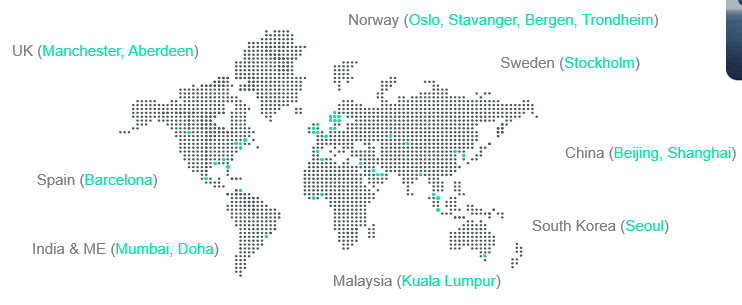 Norway (Oslo, Stavanger, Bergen, Trondheim)
UK (Manchester, Aberdeen)
Sweden (Stockholm)
China (Beijing, Shanghai)
Spain (Barcelona)
South Korea (Seoul)
India & ME (Mumbai, Doha)
Malaysia (Kuala Lumpur)